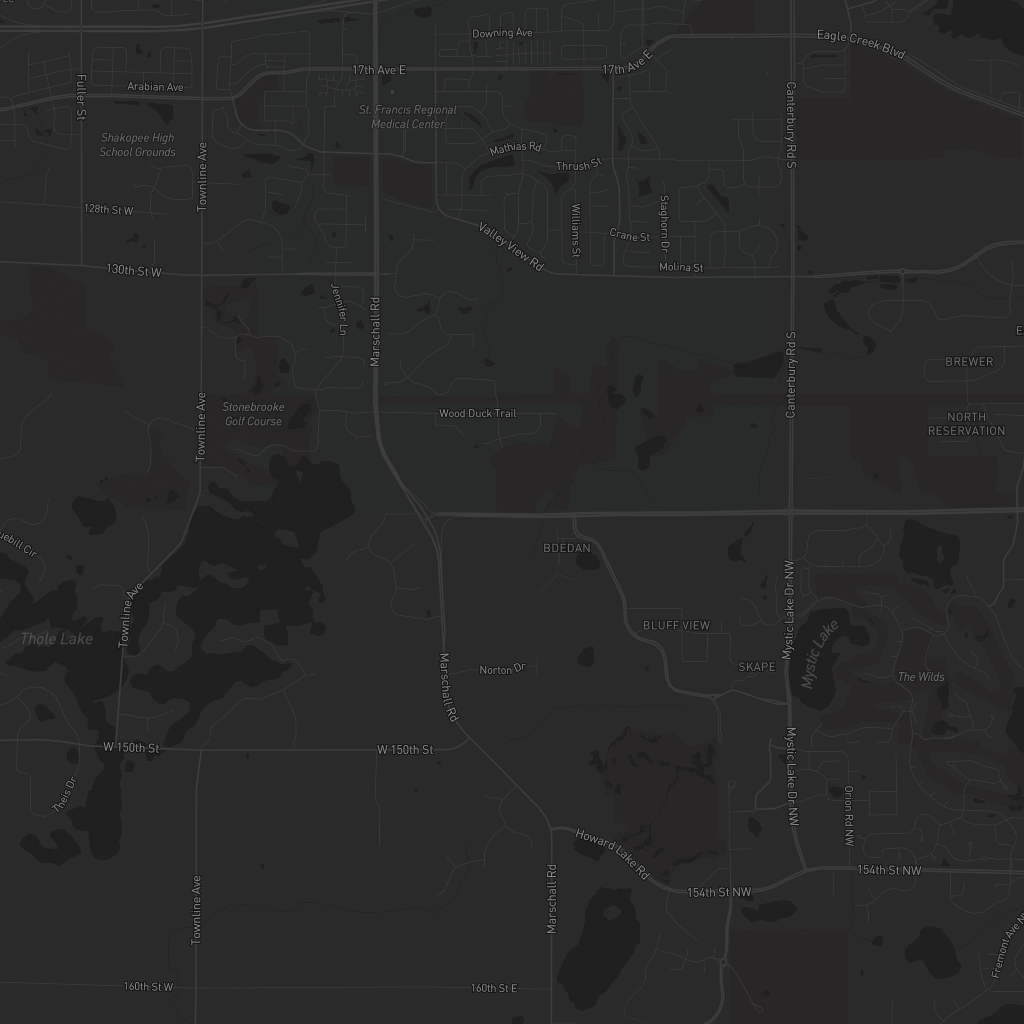 Downing Ave
Eagle Creek Blvd
17th Ave E
17th Ave E
Arabian Ave
Fuller St
Canterbury Rd S
St. Francis Regional
Medical Center
Shakopee High
School Grounds
Townline Ave
Mathias Rd
Thrush St
128th St W
Williams St
Staghorn Dr
Crane St
Valley View Rd
130th St W
Molina St
Jennifer Ln
Marschall Rd
Canterbury Rd S
BREWER
Townline Ave
Stonebrooke
Golf Course
Wood Duck Trail
NORTH
RESERVATION
BDEDAN
Townline Ave
Mystic Lake Dr NW
BLUFF VIEW
Thole Lake
Mystic Lake
SKAPE
Norton Dr
The Wilds
Marschall Rd
W 150th St
W 150th St
Mystic Lake Dr NW
Theis Dr
Orion Rd NW
Howard Lake Rd
154th St NW
154th St NW
Townline Ave
Marschall Rd
160th St W
160th St E